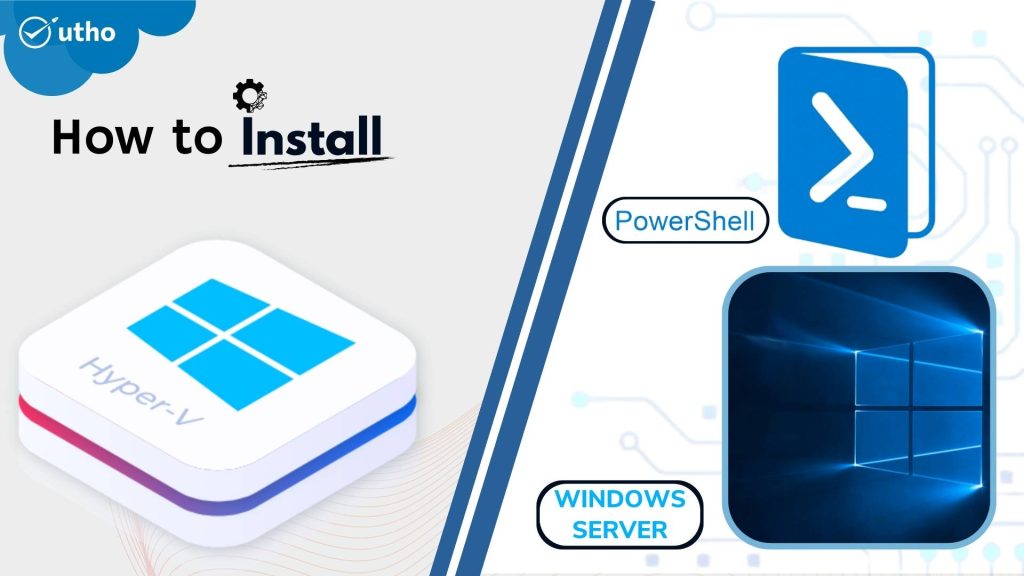 utho
How to Install
Hyper-V
PowerShell
WINDOWS
SERVER